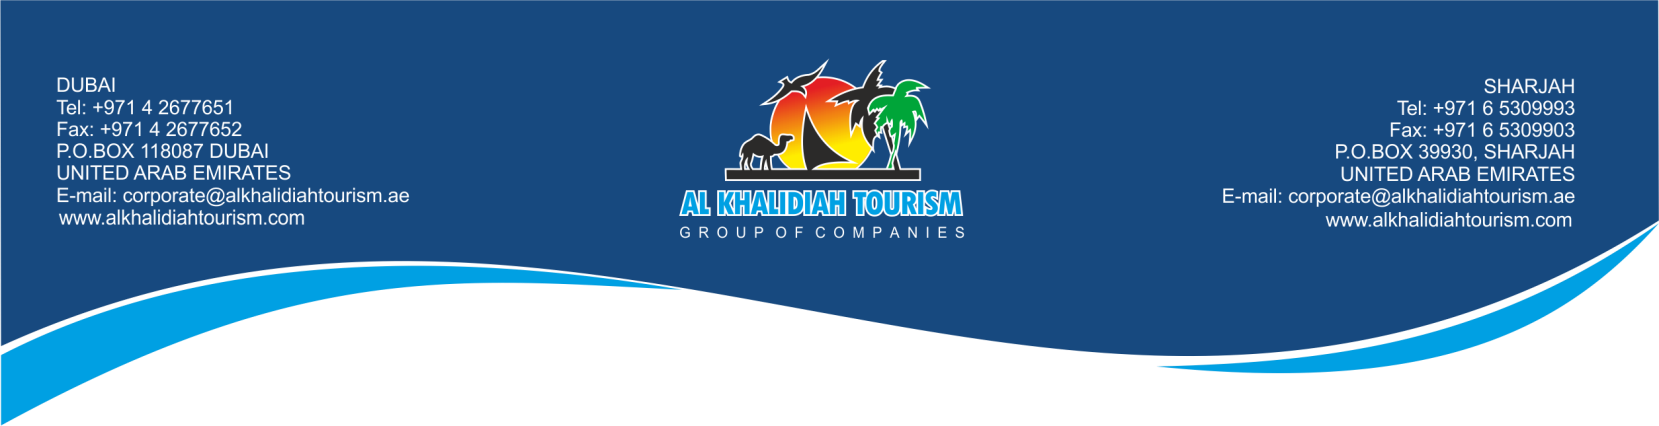 DUBAI
Tel: +971 4 2677651
Fax: +971 4 2677652
P.O.BOX 118087 DUBAI
UNITED ARAB EMIRATES
E-mail: corporate@alkhalidiahtourism.ae
www.alkhalidiahtourism.com
AL KHALIDIAH TOURISM
GROUP OF COMPANIES
SHARJAH
Tel: +971 6 5309993
Fax: +971 6 5309903
P.O.BOX 39930, SHARJAH
UNITED ARAB EMIRATES
E-mail: corporate@alkhalidiahtourism.ae
www.alkhalidiahtourism.com